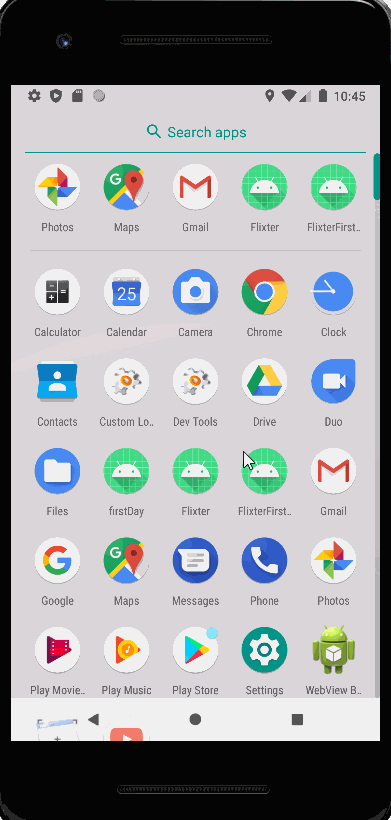 10:45
Search apps
Photos Maps Gmail Flixter FlixterFirst..
Calculator Calendar Camera Chrome Clock
25
Contacts Custom Lo.. Dev Tools Drive Duo
Files firstDay Flixter FlixterFirst.. Gmail
Google Maps Messages Phone Photos
Play Movie.. Play Music Play Store Settings WebView B..